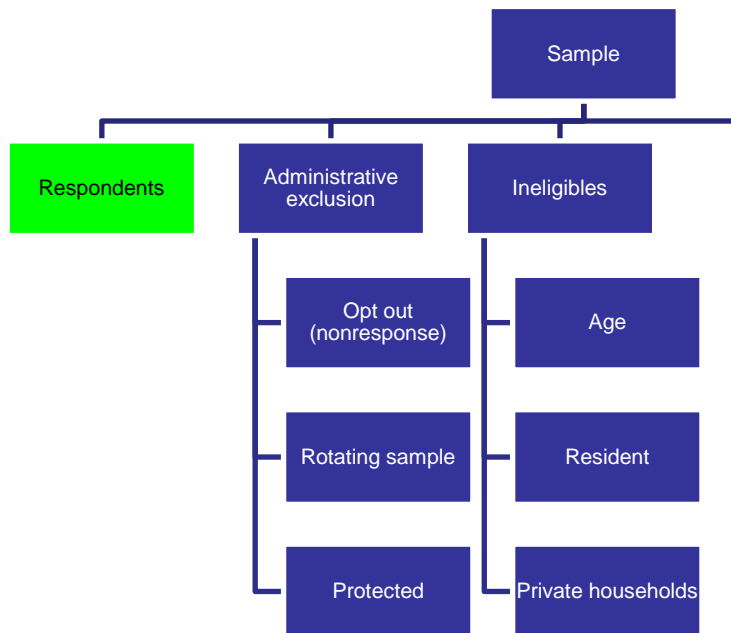 Sample
Respondents
Administrative
exclusion
Ineligibles
Opt out
(nonresponse)
Age
Rotating sample
Resident
Protected
Private households